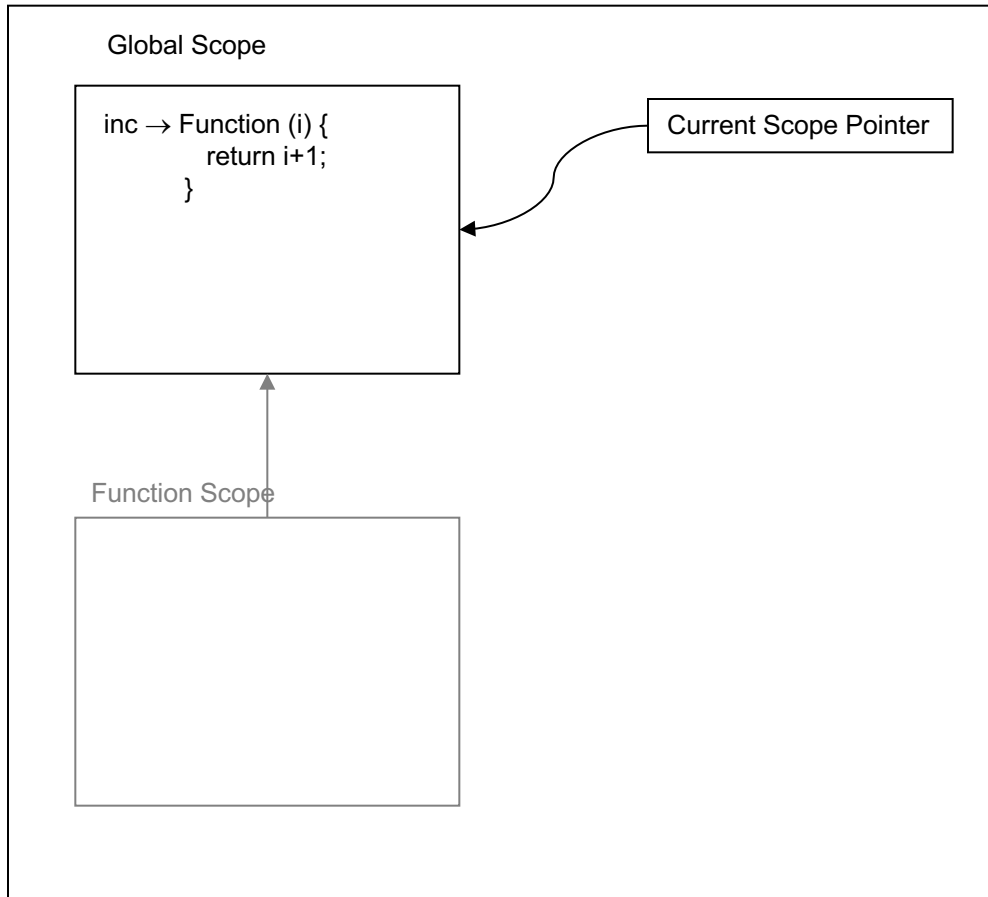 Global Scope
inc → Function (i) {
return i+1;
}
Current Scope Pointer
Function Scope